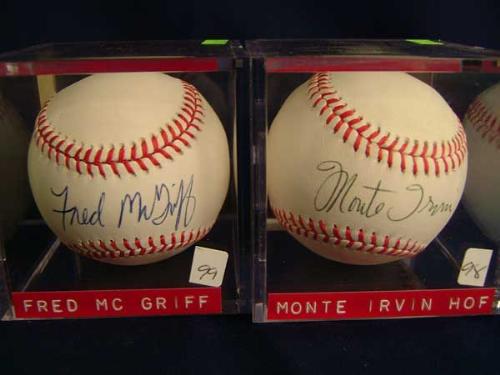 Fred McGriff
99
FRED MC GRIFF
Monte Irvin
98
MONTE IRVIN HOF